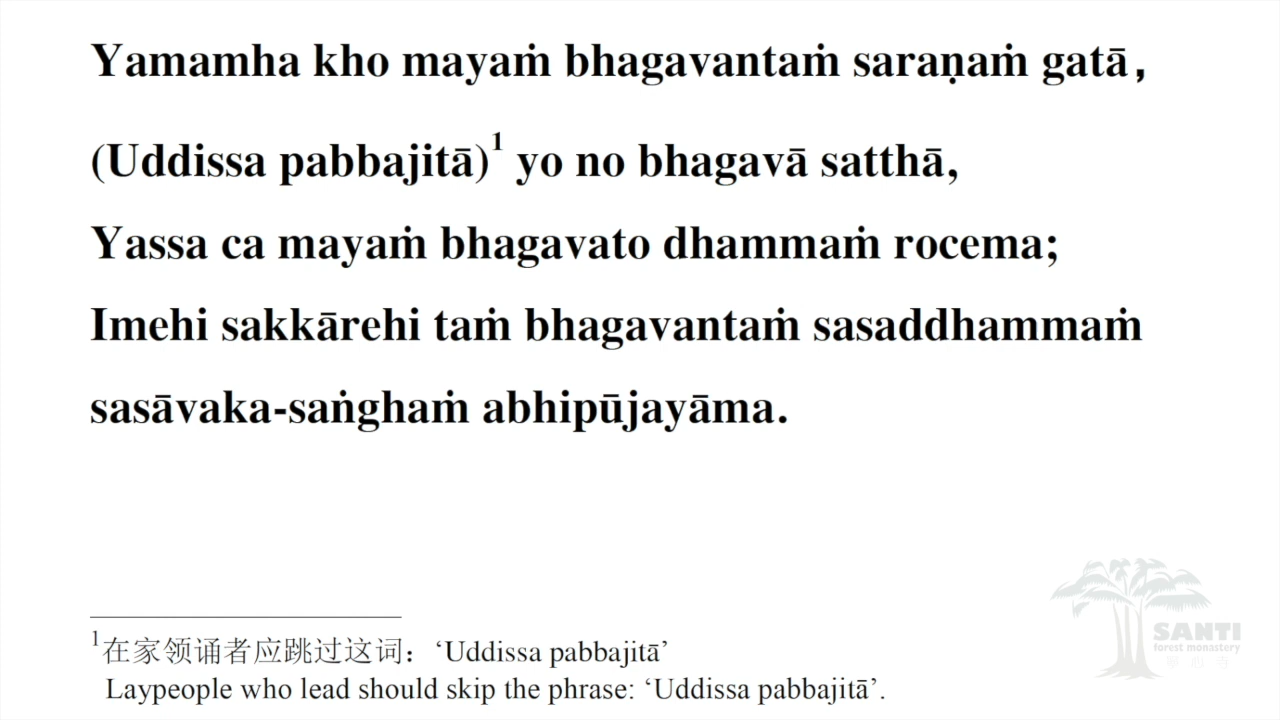 Yamamha kho mayaṁ bhagavantaṁ saraṇaṁ gatā,
(Uddissa pabbajitā)¹ yo no bhagavā satthā,
Yassa ca mayaṁ bhagavato dhammaṁ rocema;
Imehi sakkārehi taṁ bhagavantaṁ sasaddhammaṁ
sasāvaka-saṅghaṁ abhipūjayāma.
¹在家领诵者应跳过这词：‘Uddissa pabbajitā’
Laypeople who lead should skip the phrase: ‘Uddissa pabbajitā’.
SANTI
forest monastery